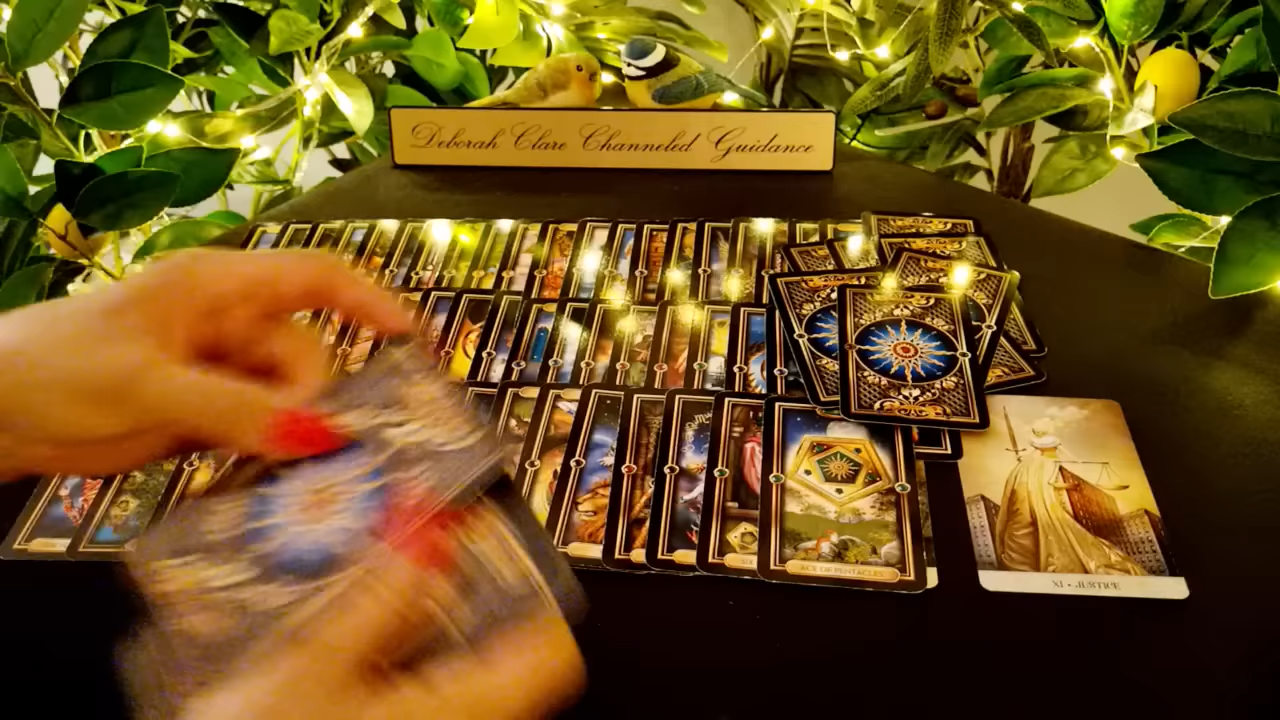 Deborah Clare Channeled Guidance
ACE OF PENTACLES
XI • JUSTICE